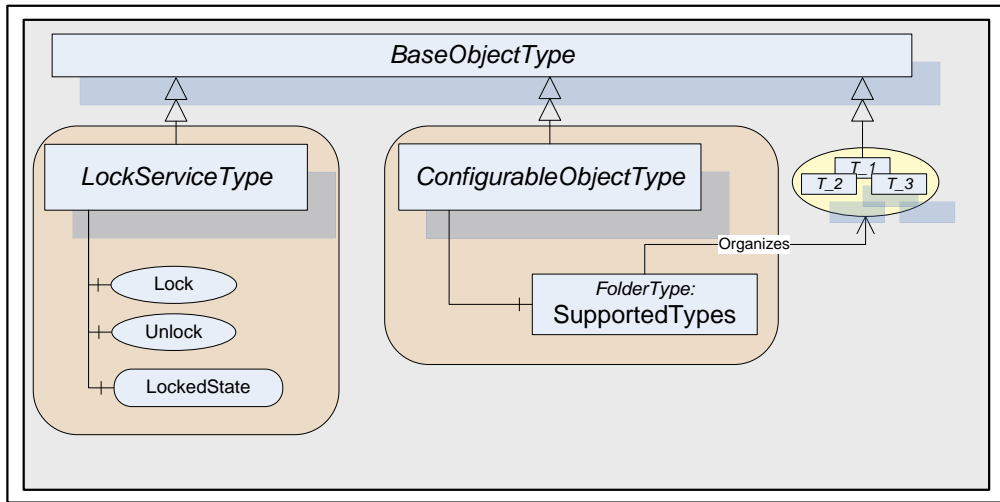 BaseObjectType
LockServiceType
ConfigurableObjectType
T_1
T_2
T_3
Organizes
Lock
FolderType:
SupportedTypes
Unlock
LockedState